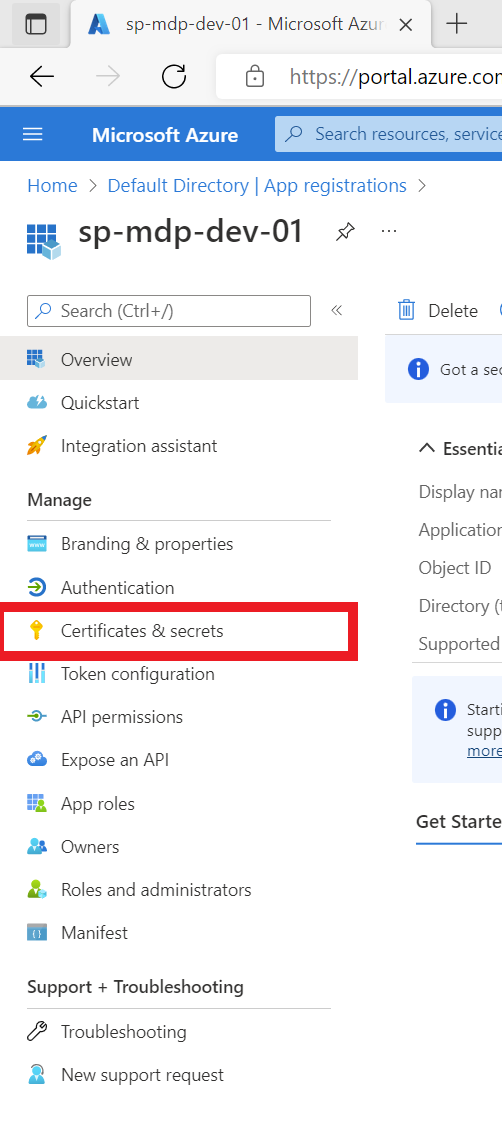 sp-mdp-dev-01 - Microsoft Azur
https://portal.azure.com
Microsoft Azure
Search resources, service
Home > Default Directory | App registrations >
sp-mdp-dev-01
...
Search (Ctrl+/)
«
Delete
Overview
Got a sec
Quickstart
Integration assistant
Essentia
Manage
Display nam
Application
Branding & properties
Object ID
Authentication
Directory (t
Certificates & secrets
Supported
Token configuration
API permissions
Starti
supp
more
Expose an API
App roles
Get Starte
Owners
Roles and administrators
Manifest
Support + Troubleshooting
Troubleshooting
New support request